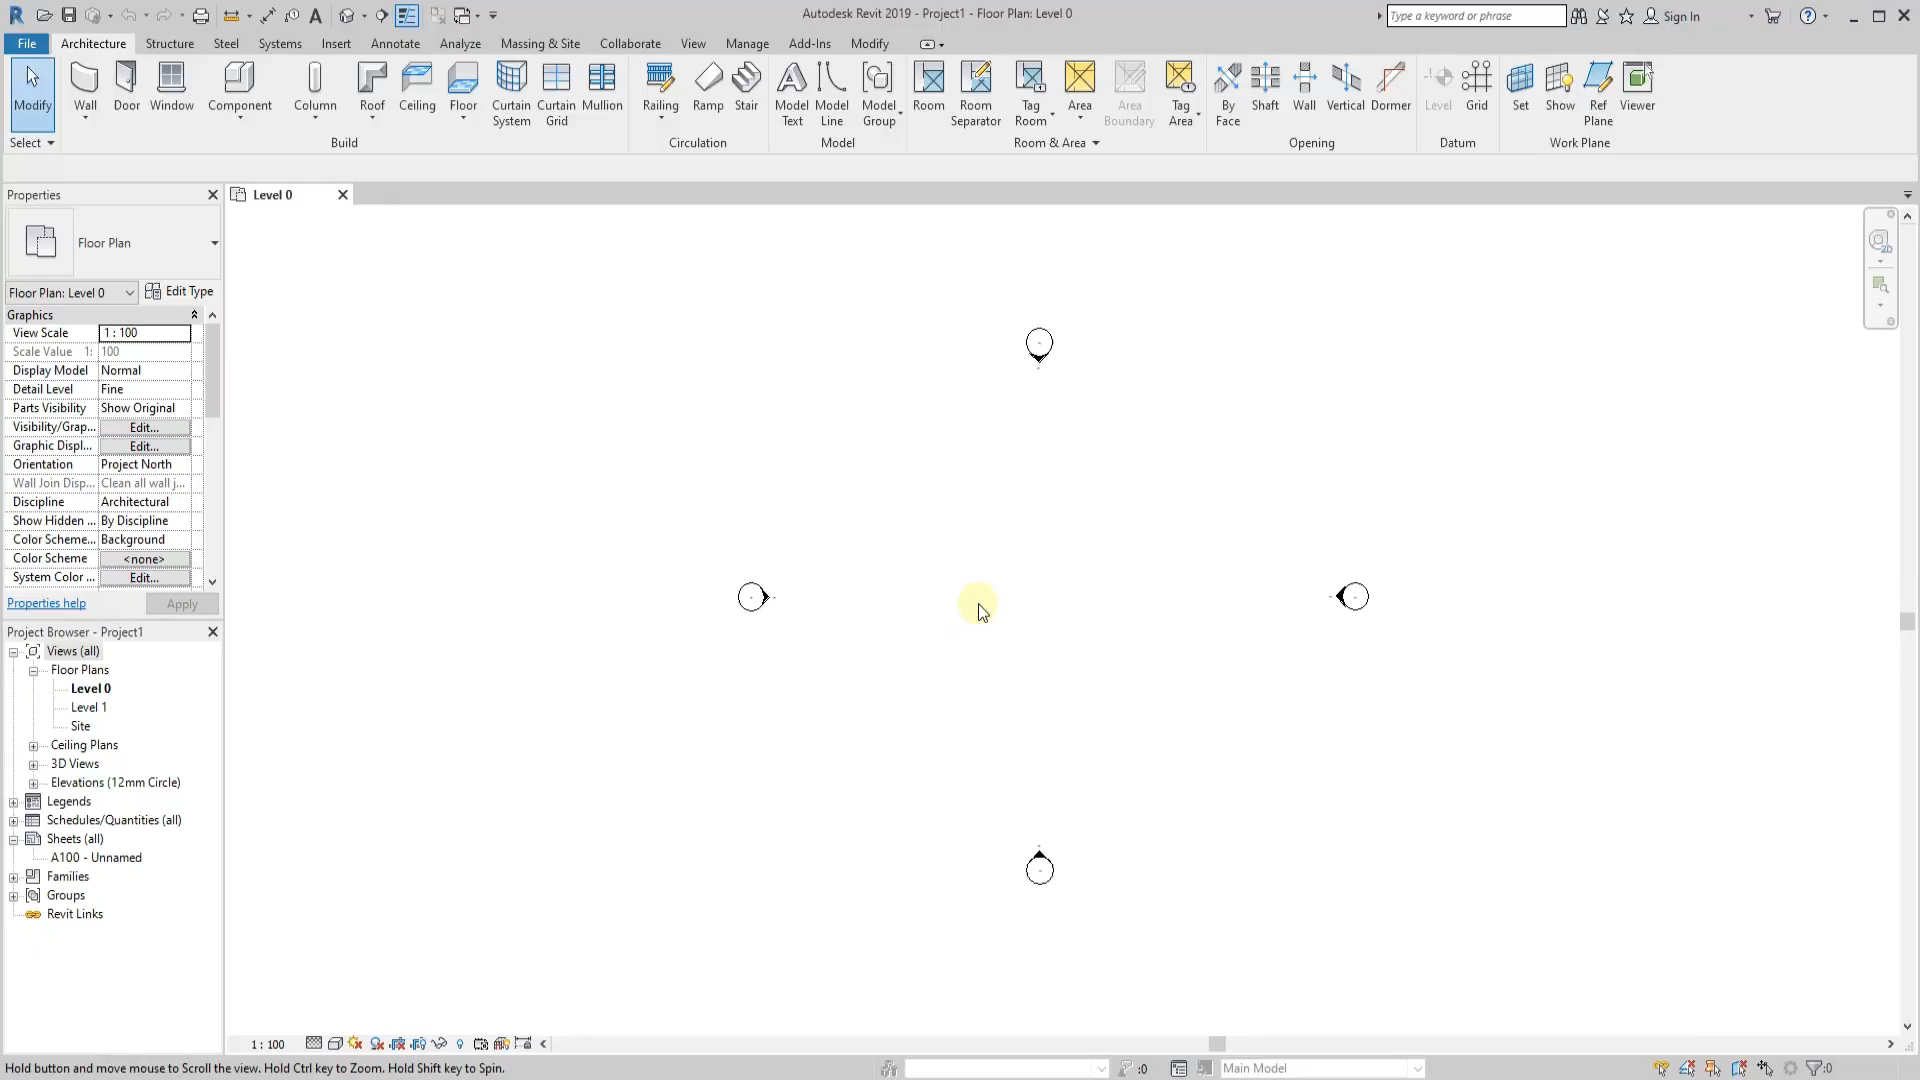 Autodesk Revit 2019 - Project1 - Floor Plan: Level 0
Type a keyword or phrase
Sign In
File Architecture Structure Steel Systems Insert Annotate Analyze Massing & Site Collaborate View Manage Add-Ins Modify
Modify Wall Door Window Component Column Roof Ceiling Floor Curtain System Curtain Grid Mullion Railing Ramp Stair Model Text Model Line Model Group Room Room Separator Tag Room Area Area Boundary Tag Area By Face Shaft Wall Vertical Dormer Level Grid Set Show Ref Plane Viewer
Select Build Circulation Model Room & Area Opening Datum Work Plane
Properties
Level 0
Floor Plan
Floor Plan: Level 0 Edit Type
Graphics
View Scale 1 : 100
Scale Value 1: 100
Display Model Normal
Detail Level Fine
Parts Visibility Show Original
Visibility/Grap... Edit...
Graphic Displ... Edit...
Orientation Project North
Wall Join Disp... Clean all wall j...
Discipline Architectural
Show Hidden ... By Discipline
Color Scheme... Background
Color Scheme <none>
System Color ... Edit...
Properties help Apply
Project Browser - Project1
Views (all)
Floor Plans
Level 0
Level 1
Site
Ceiling Plans
3D Views
Elevations (12mm Circle)
Legends
Schedules/Quantities (all)
Sheets (all)
A100 - Unnamed
Families
Groups
Revit Links
1 : 100
Hold button and move mouse to Scroll the view. Hold Ctrl key to Zoom. Hold Shift key to Spin.
:0
Main Model
:0